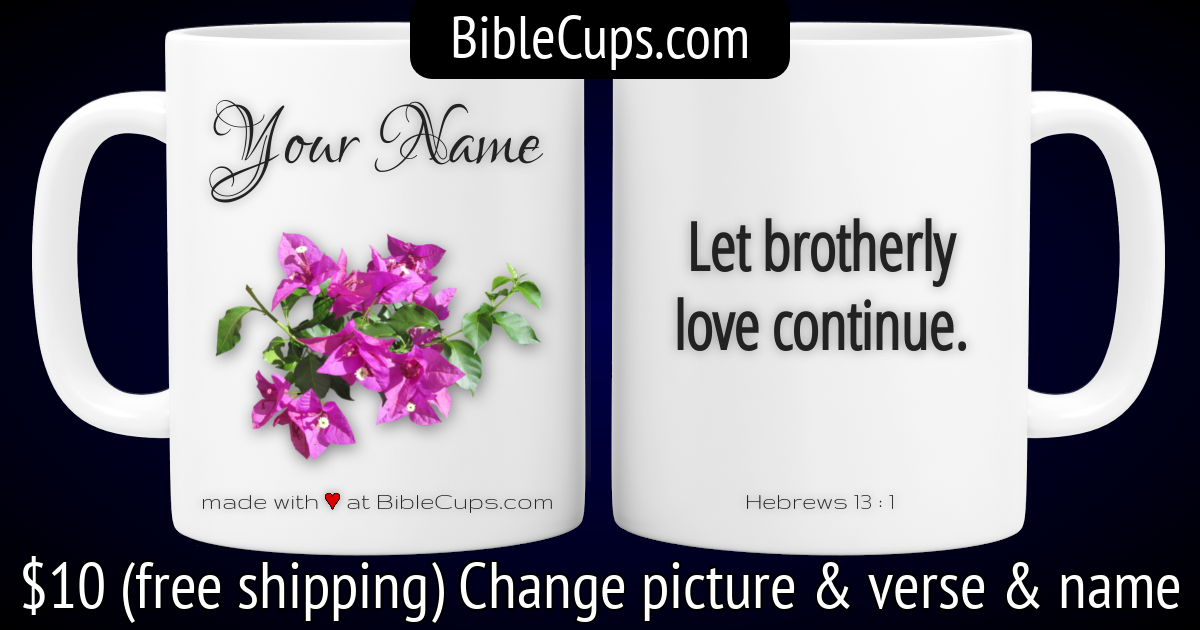 BibleCups.com
Your Name
made with ♥ at BibleCups.com
Let brotherly
love continue.
Hebrews 13 : 1
$10 (free shipping) Change picture & verse & name